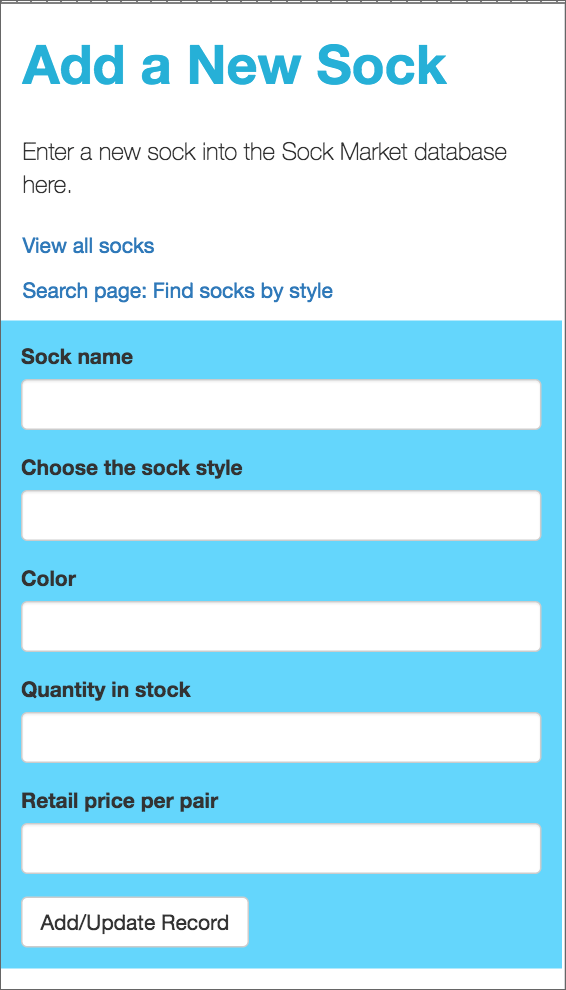 Add a New Sock
Enter a new sock into the Sock Market database
here.
View all socks
Search page: Find socks by style
Sock name
Choose the sock style
Color
Quantity in stock
Retail price per pair
Add/Update Record